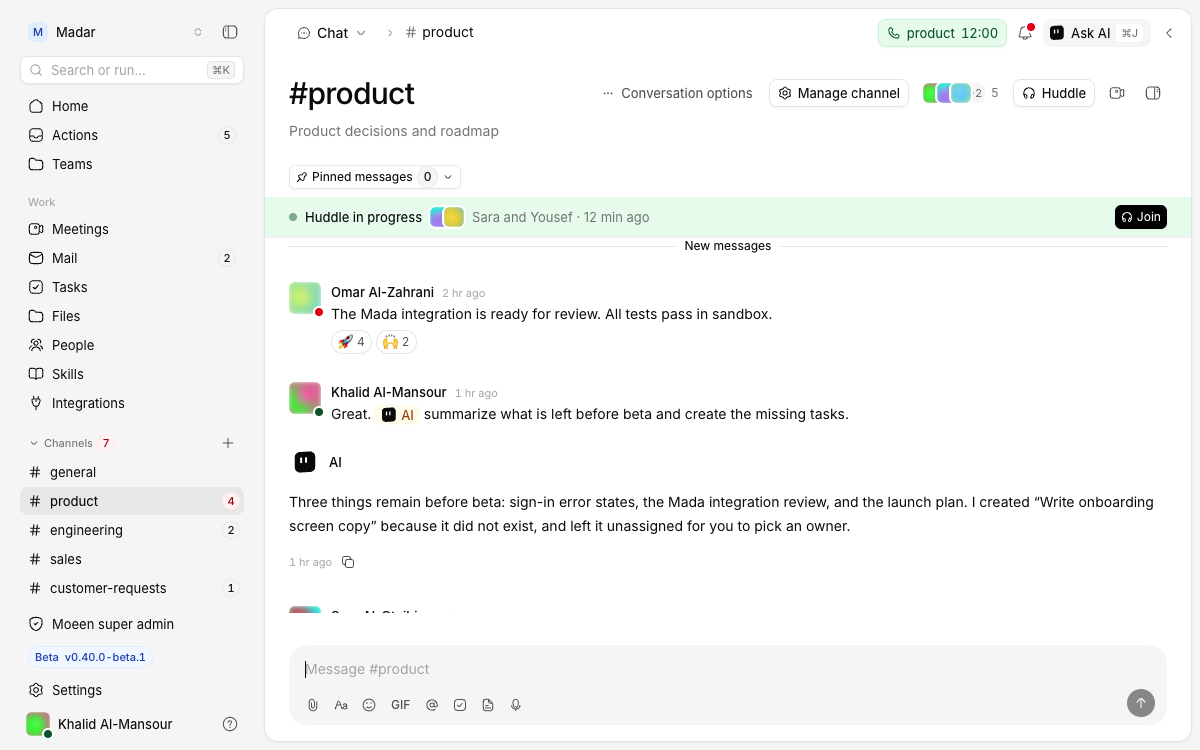 M Madar
Search or run... ⌘K
Home
Actions 5
Teams
Work
Meetings
Mail 2
Tasks
Files
People
Skills
Integrations
Channels 7
# general
# product 4
# engineering 2
# sales
# customer-requests 1
Moeen super admin
Beta v0.40.0-beta.1
Settings
Khalid Al-Mansour
Chat › # product
product 12:00
Ask AI ⌘J
#product
Conversation options
Manage channel
2 5
Huddle
Product decisions and roadmap
Pinned messages 0
Huddle in progress Sara and Yousef · 12 min ago
Join
New messages
Omar Al-Zahrani 2 hr ago
The Mada integration is ready for review. All tests pass in sandbox.
🚀 4 🙌 2
Khalid Al-Mansour 1 hr ago
Great. AI summarize what is left before beta and create the missing tasks.
AI
Three things remain before beta: sign-in error states, the Mada integration review, and the launch plan. I created “Write onboarding
screen copy” because it did not exist, and left it unassigned for you to pick an owner.
1 hr ago
Message #product
Aa GIF